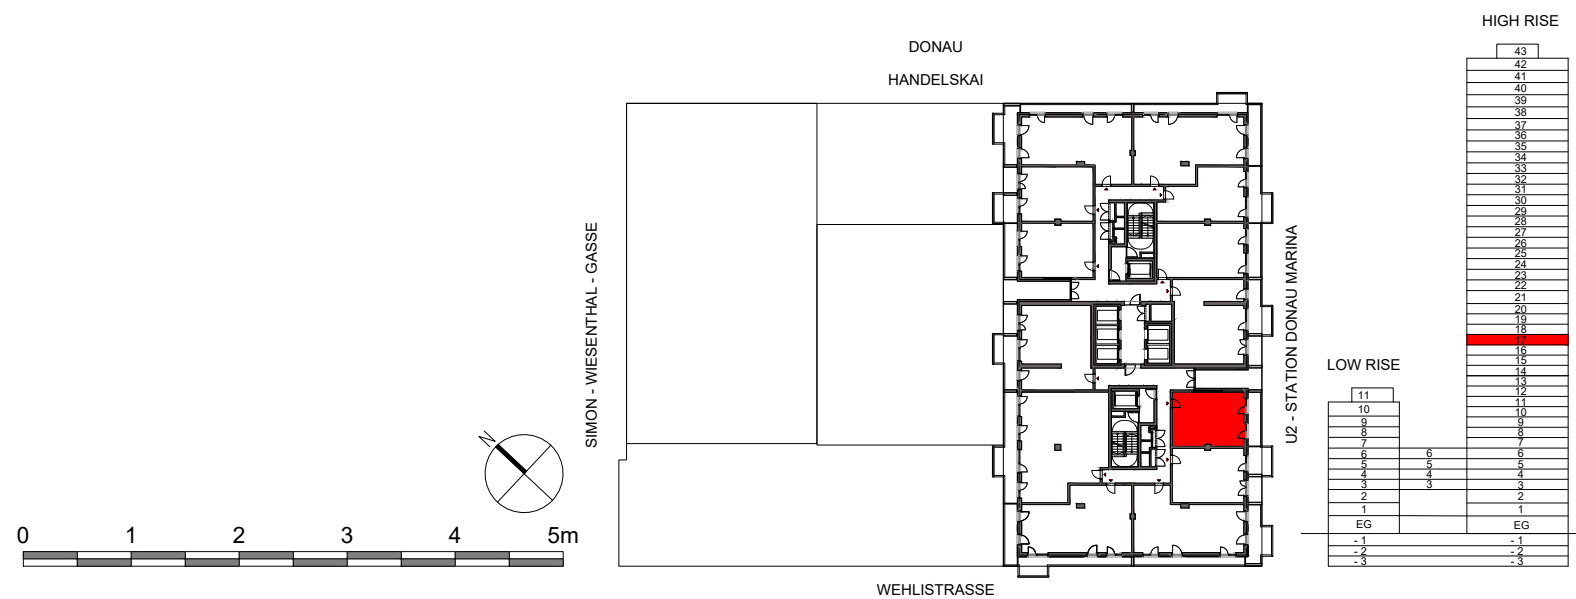 HIGH RISE
DONAU
HANDELSKAI
SIMON - WIESENTHAL - GASSE
U2 - STATION DONAU MARINA
WEHLISTRASSE
N
0 1 2 3 4 5m
LOW RISE
43
42
41
40
39
38
37
36
35
34
33
32
31
30
29
28
27
26
25
24
23
22
21
20
19
18
17
16
15
14
13
11 12
11
10 10
9 9
8 8
7 7
6 6 6
5 5 5
4 4 4
3 3 3
2 2
1 1
EG EG
- 1 - 1
- 2 - 2
- 3 - 3